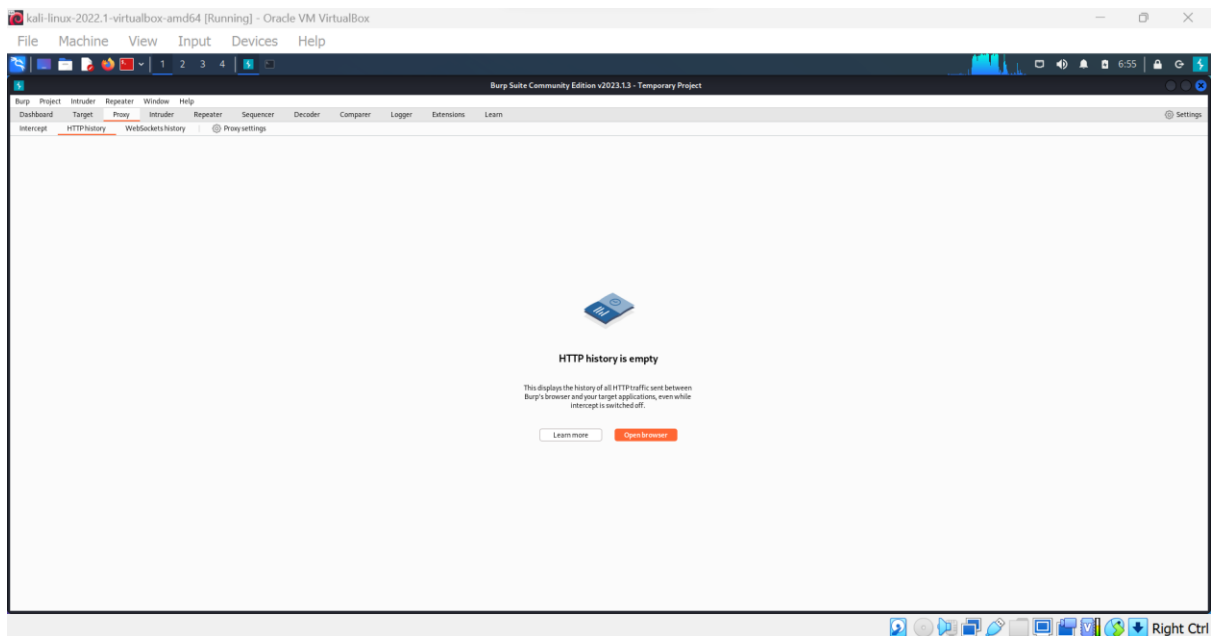 kali-linux-2022.1-virtualbox-amd64 [Running] - Oracle VM VirtualBox
File Machine View Input Devices Help
1 2 3 4 6:55
Burp Suite Community Edition v2023.1.3 - Temporary Project
Burp Project Intruder Repeater Window Help
Dashboard Target Proxy Intruder Repeater Sequencer Decoder Comparer Logger Extensions Learn Settings
Intercept HTTP history WebSockets history Proxy settings
HTTP history is empty
This displays the history of all HTTP traffic sent between
Burp's browser and your target applications, even while
intercept is switched off.
Learn more Open browser
Right Ctrl